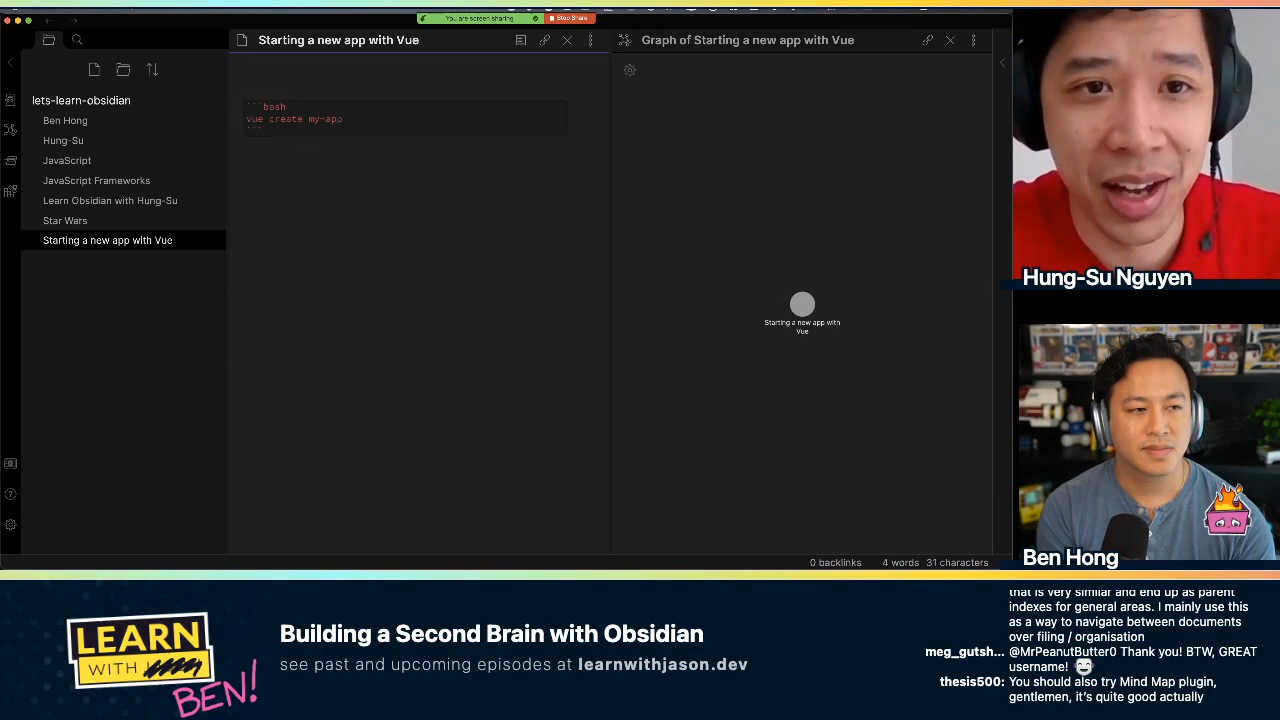 You are screen sharing
Stop Share
Starting a new app with Vue
Graph of Starting a new app with Vue
lets-learn-obsidian
Ben Hong
Hung-Su
JavaScript
JavaScript Frameworks
Learn Obsidian with Hung-Su
Star Wars
Starting a new app with Vue
```bash
vue create my-app
```
Starting a new app with
Vue
0 backlinks
4 words
31 characters
Hung-Su Nguyen
Ben Hong
LEARN
WITH
BEN!
Building a Second Brain with Obsidian
see past and upcoming episodes at learnwithjason.dev
that is very similar and end up as parent
indexes for general areas. I mainly use this
as a way to navigate between documents
over filing / organisation
meg_gutsh... @MrPeanutButter0 Thank you! BTW, GREAT
username!
thesis500: You should also try Mind Map plugin,
gentlemen, it's quite good actually